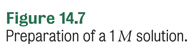 Figure 14.7
Preparation of a 1 M solution.